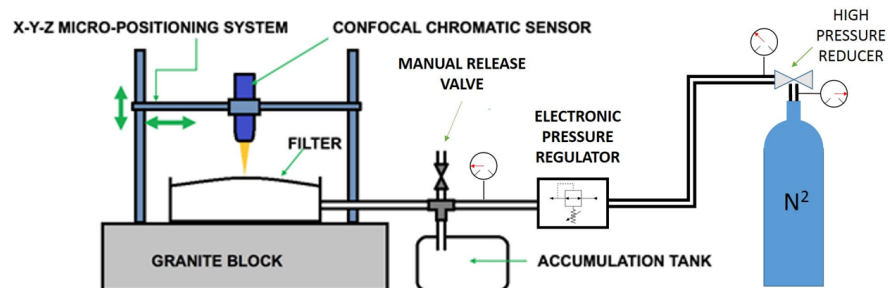 X-Y-Z MICRO-POSITIONING SYSTEM
CONFOCAL CHROMATIC SENSOR
HIGH
PRESSURE
REDUCER
MANUAL RELEASE
VALVE
ELECTRONIC
PRESSURE
REGULATOR
FILTER
N²
GRANITE BLOCK
ACCUMULATION TANK